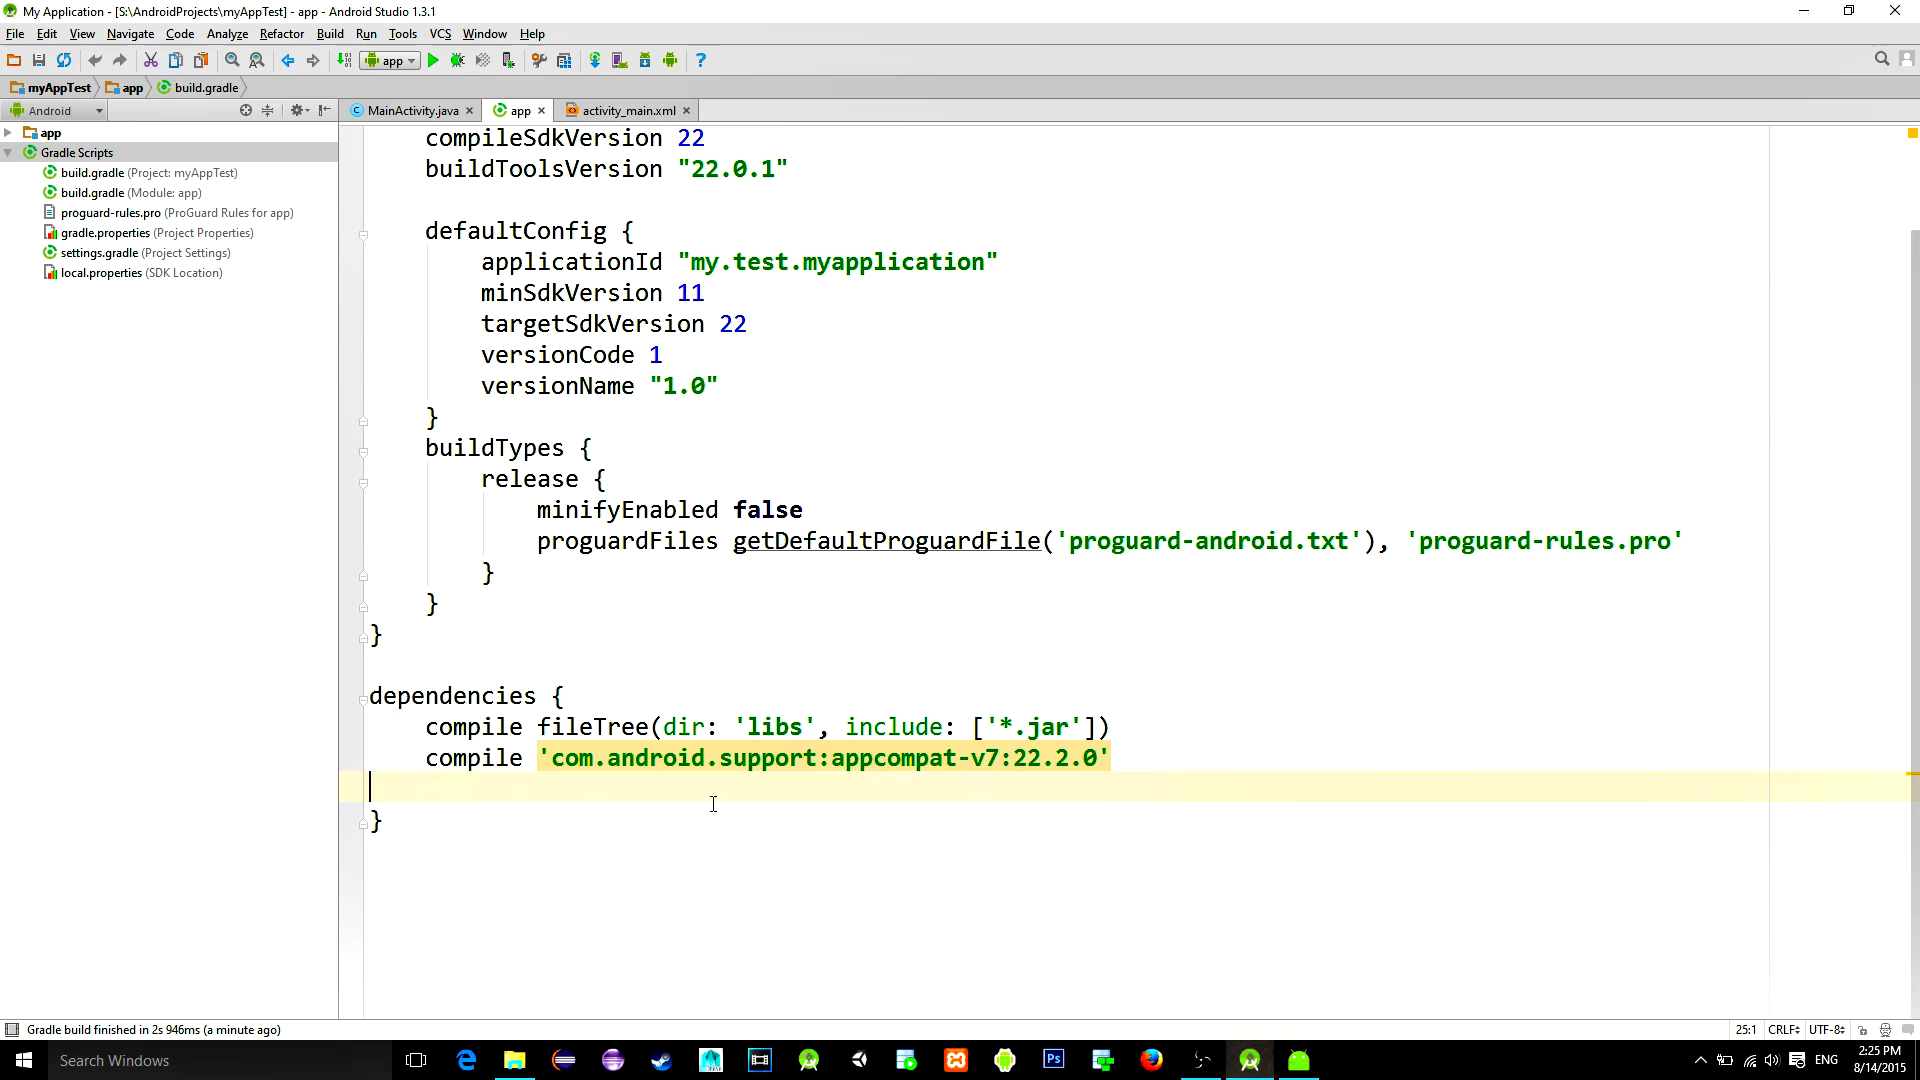 My Application - [S:\AndroidProjects\myAppTest] - app - Android Studio 1.3.1
File Edit View Navigate Code Analyze Refactor Build Run Tools VCS Window Help
app
myAppTest app build.gradle
Android MainActivity.java app activity_main.xml
app
Gradle Scripts
build.gradle (Project: myAppTest)
build.gradle (Module: app)
proguard-rules.pro (ProGuard Rules for app)
gradle.properties (Project Properties)
settings.gradle (Project Settings)
local.properties (SDK Location)
compileSdkVersion 22
buildToolsVersion "22.0.1"
defaultConfig {
applicationId "my.test.myapplication"
minSdkVersion 11
targetSdkVersion 22
versionCode 1
versionName "1.0"
}
buildTypes {
release {
minifyEnabled false
proguardFiles getDefaultProguardFile('proguard-android.txt'), 'proguard-rules.pro'
}
}
}
dependencies {
compile fileTree(dir: 'libs', include: ['*.jar'])
compile 'com.android.support:appcompat-v7:22.2.0'
}
Gradle build finished in 2s 946ms (a minute ago) 25:1 CRLF UTF-8
Search Windows Ps ENG 2:25 PM
8/14/2015